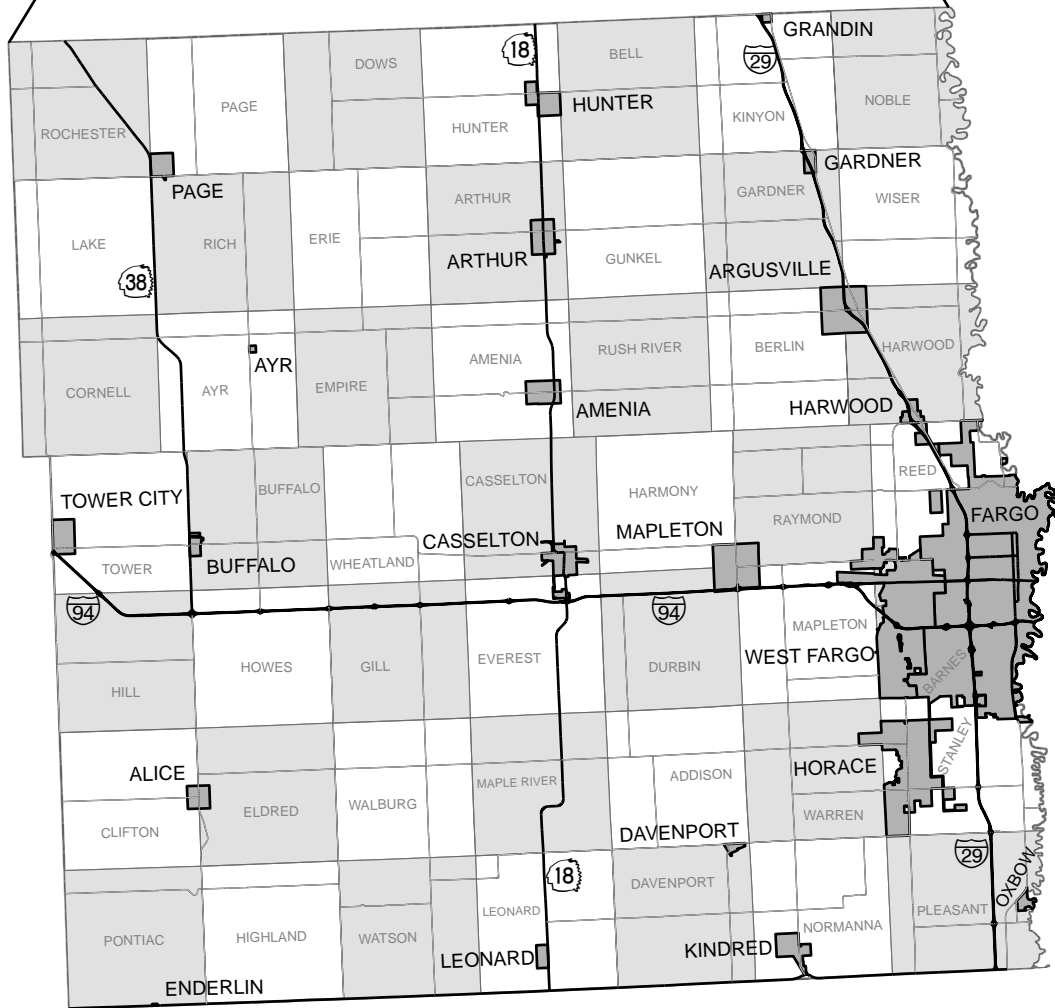 GRANDIN
18
29
BELL
DOWS
NOBLE
PAGE
HUNTER
KINYON
HUNTER
ROCHESTER
GARDNER
PAGE
GARDNER
ARTHUR
WISER
LAKE
RICH
ERIE
ARTHUR
GUNKEL
ARGUSVILLE
38
AMENIA
RUSH RIVER
BERLIN
HARWOOD
AYR
CORNELL
AYR
EMPIRE
AMENIA
HARWOOD
REED
CASSELTON
BUFFALO
HARMONY
TOWER CITY
RAYMOND
FARGO
MAPLETON
CASSELTON
BUFFALO
WHEATLAND
TOWER
94
94
MAPLETON
WEST FARGO
EVEREST
HOWES
GILL
DURBIN
BARNES
HILL
STANLEY
ALICE
HORACE
ADDISON
MAPLE RIVER
WALBURG
ELDRED
WARREN
CLIFTON
DAVENPORT
29
18
OXBOW
DAVENPORT
LEONARD
PLEASANT
NORMANNA
PONTIAC
HIGHLAND
WATSON
KINDRED
LEONARD
ENDERLIN